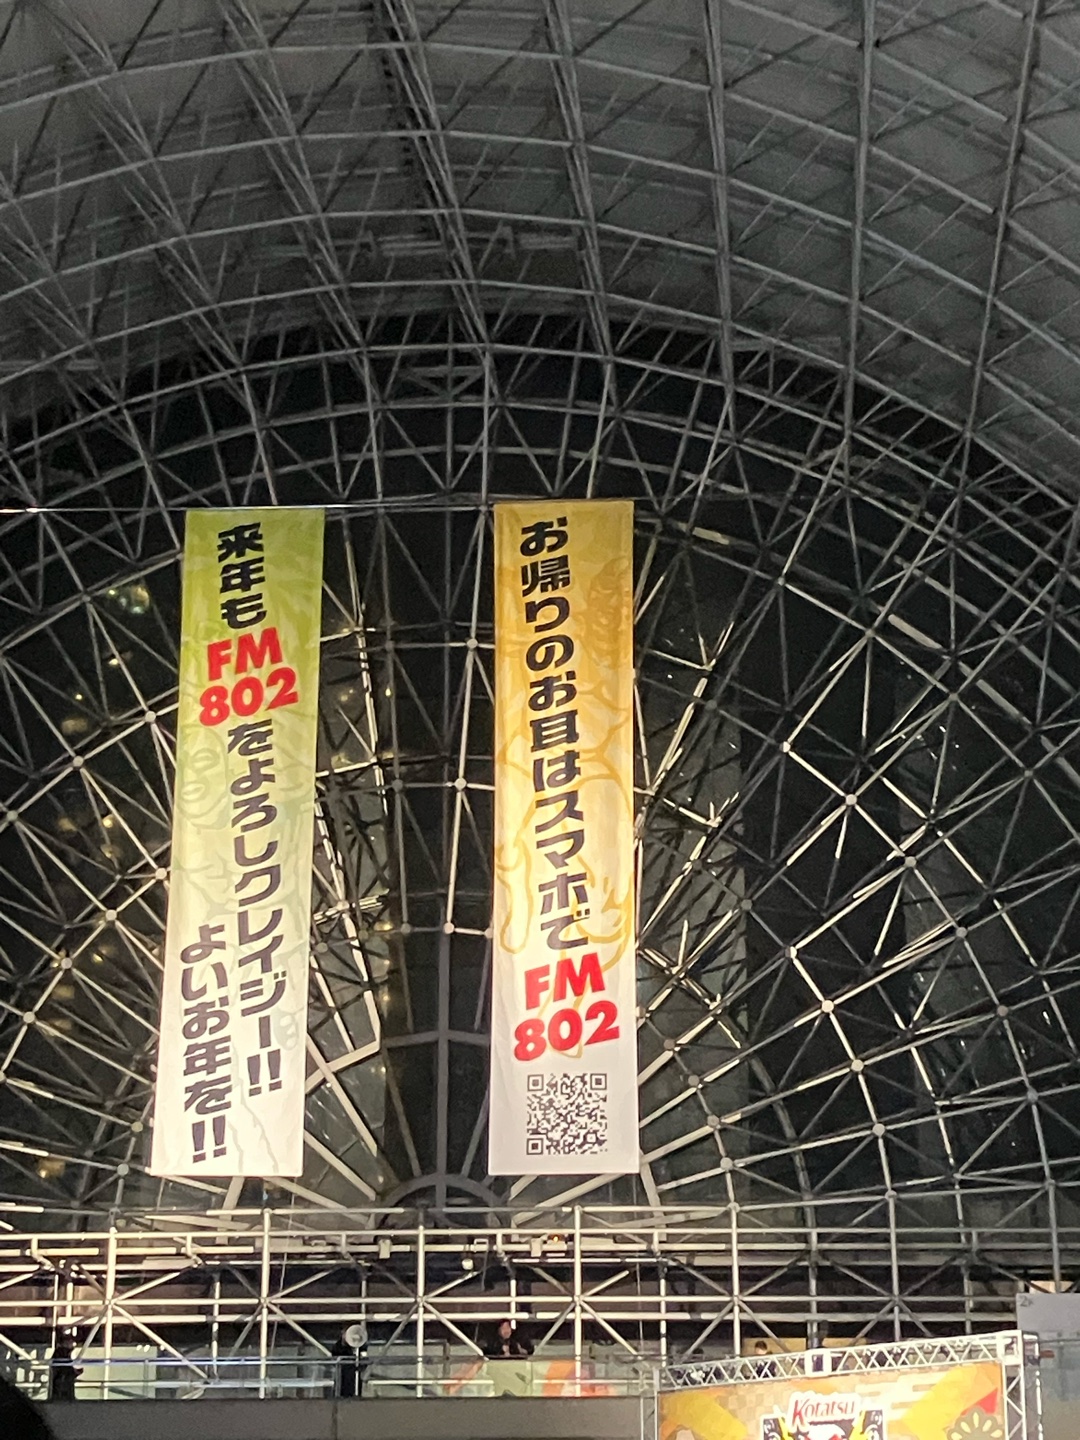 お帰りのお耳はスマホで
FM
802
来年も
FM
802
をよろしクレイジー!!
よいお年を!!
Kotatsu